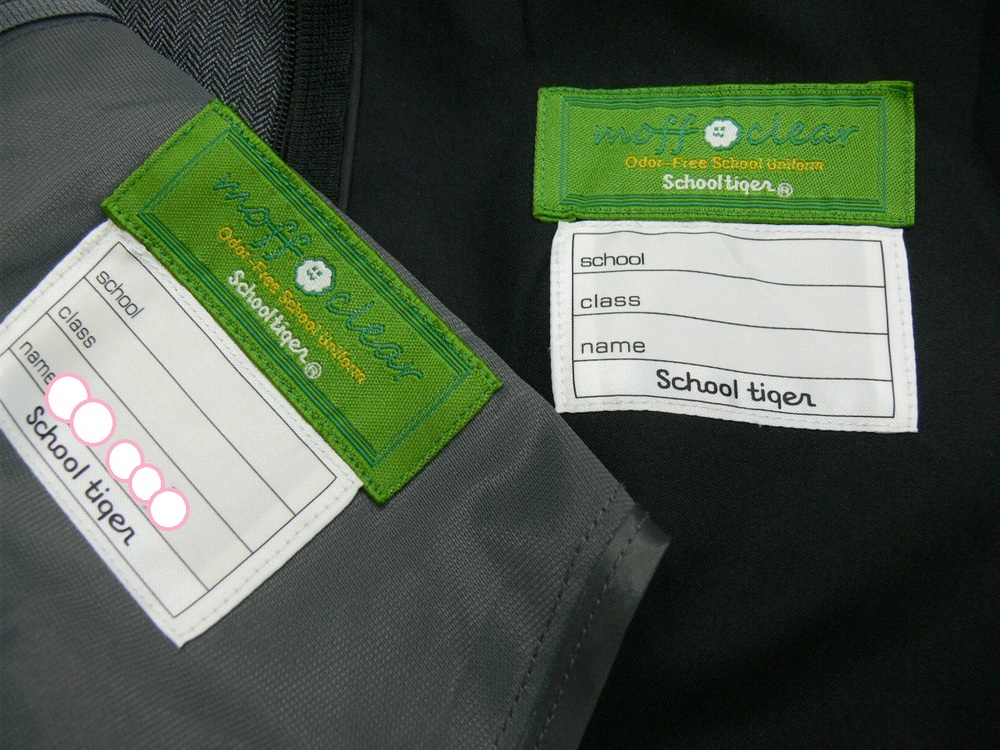 moff clear
Odor-Free School Uniform
Schooltiger®
school
class
name
School tiger
moff clear
Odor-Free School Uniform
Schooltiger®
school
class
name
School tiger